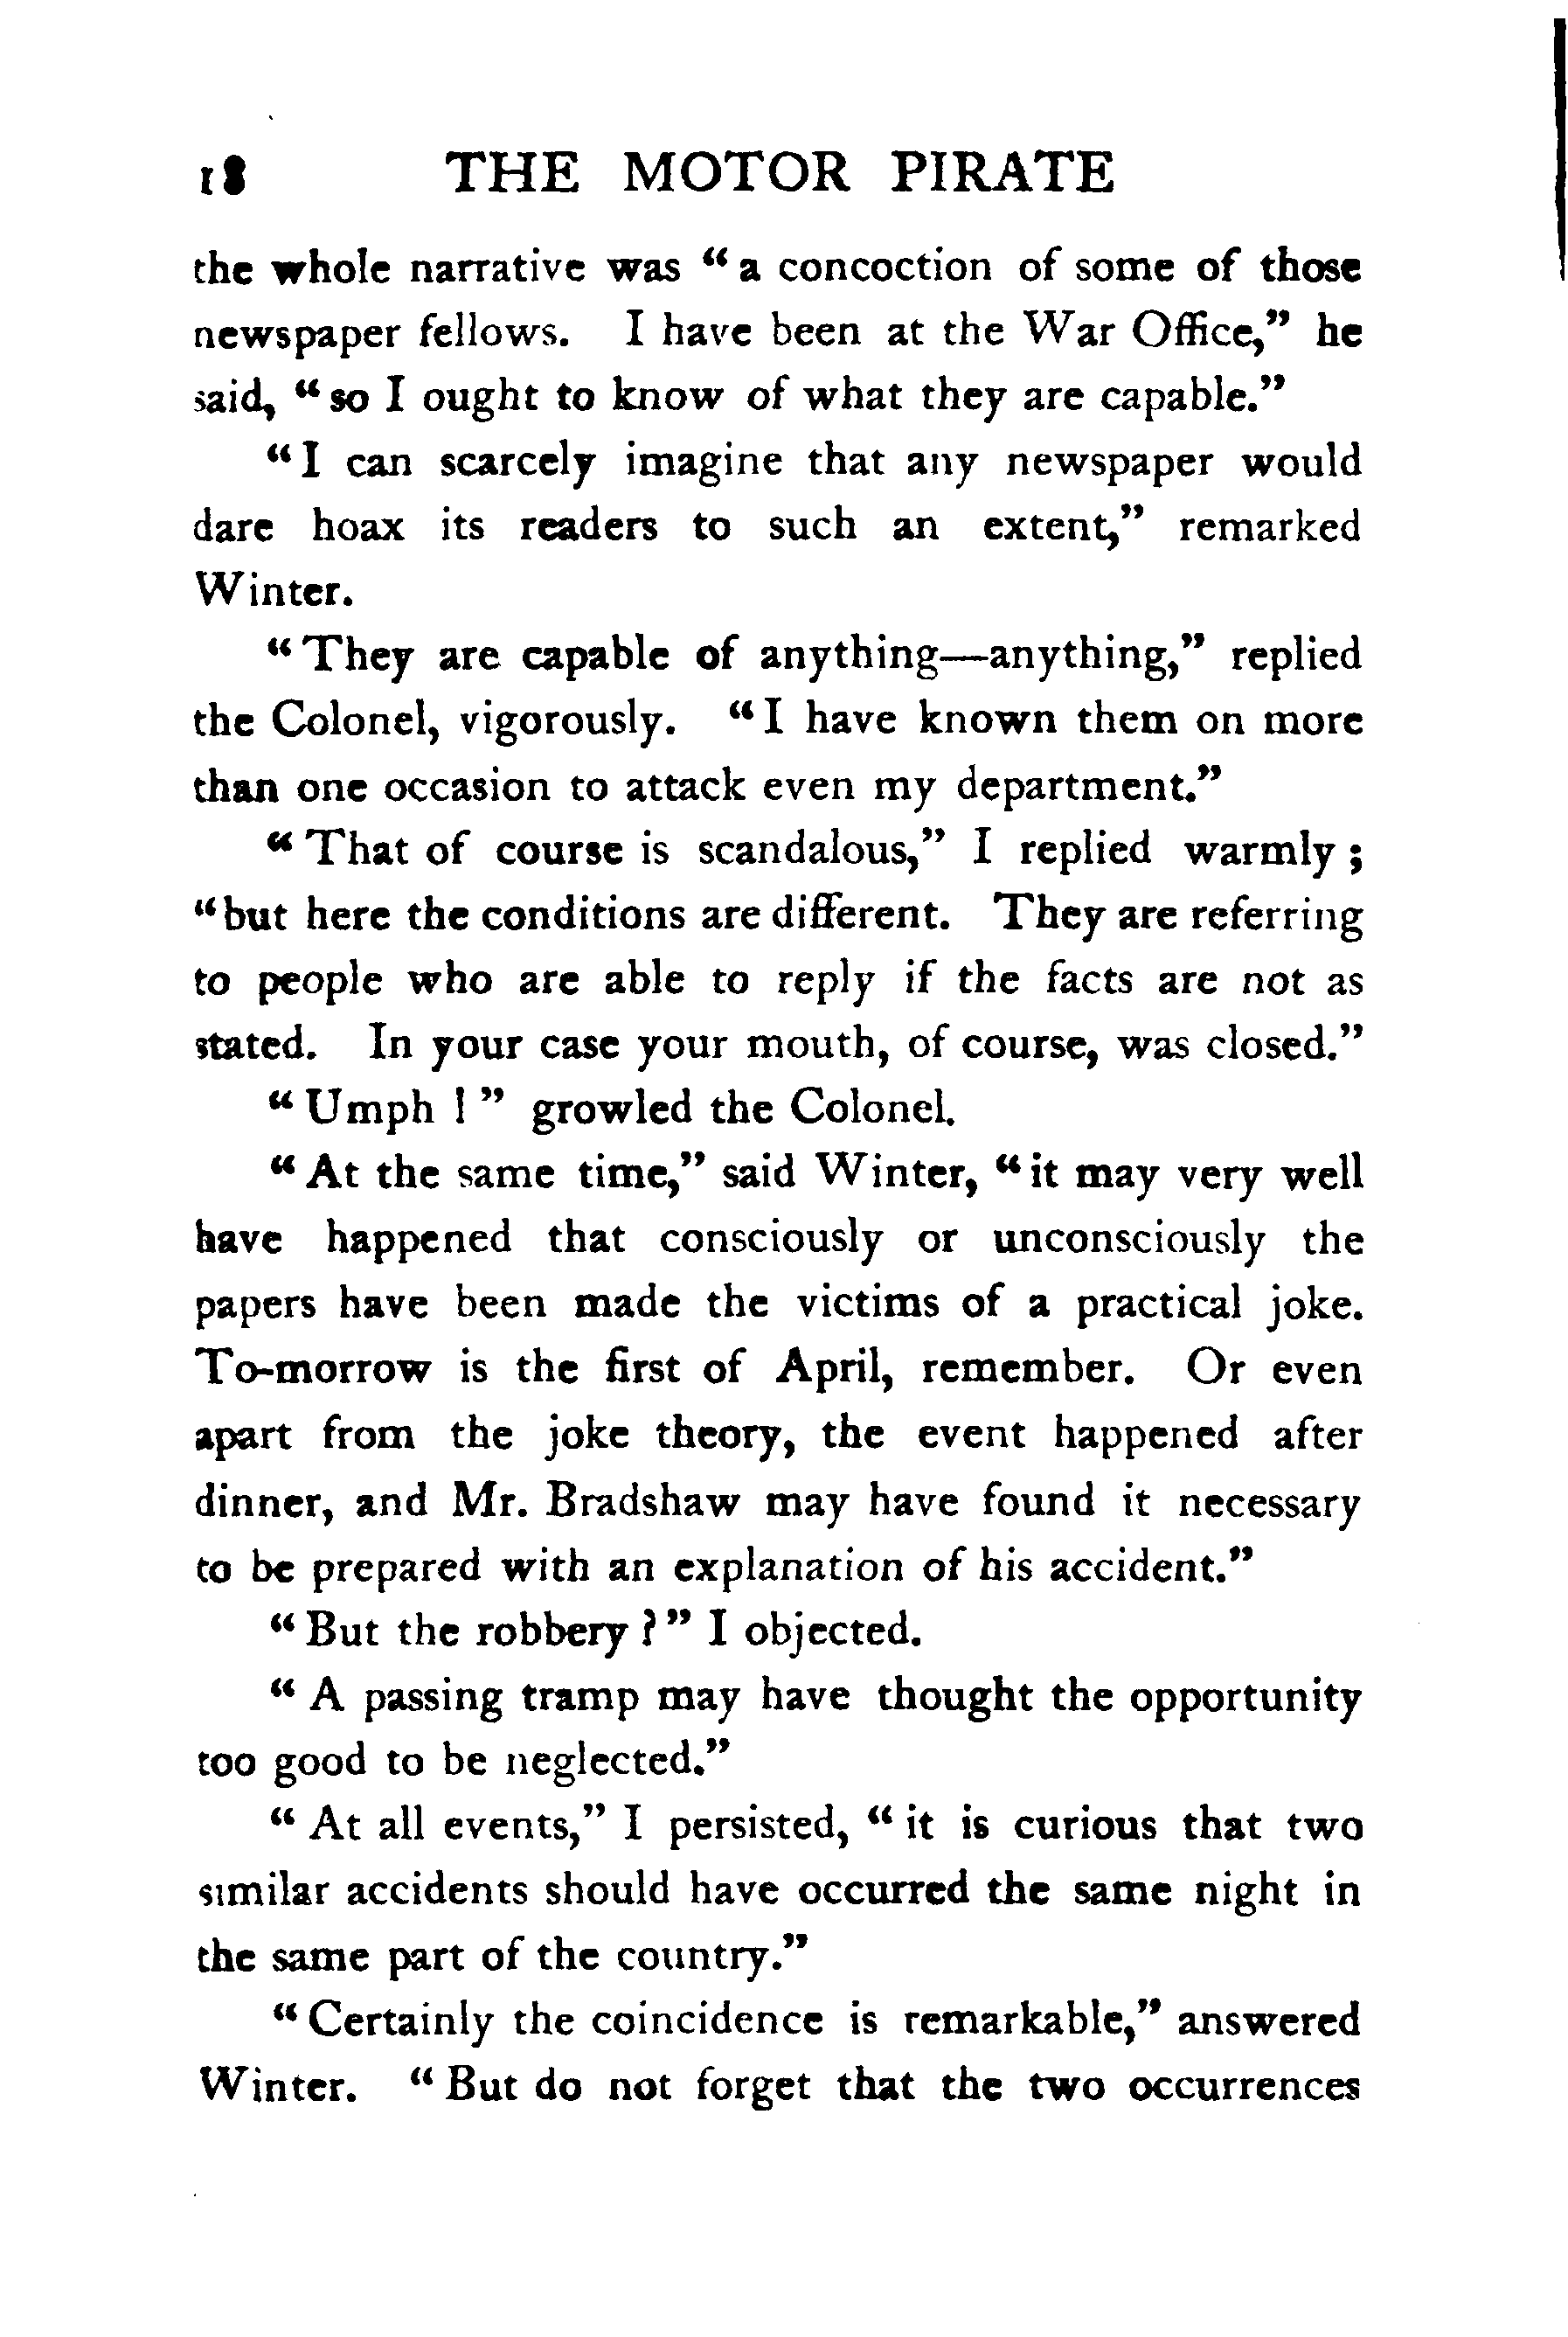 18 THE MOTOR PIRATE
the whole narrative was “a concoction of some of those
newspaper fellows. I have been at the War Office,” he
said, “so I ought to know of what they are capable.”
“I can scarcely imagine that any newspaper would
dare hoax its readers to such an extent,” remarked
Winter.
“They are capable of anything—anything,” replied
the Colonel, vigorously. “I have known them on more
than one occasion to attack even my department.”
“That of course is scandalous,” I replied warmly;
“but here the conditions are different. They are referring
to people who are able to reply if the facts are not as
stated. In your case your mouth, of course, was closed.”
“Umph!” growled the Colonel.
“At the same time,” said Winter, “it may very well
have happened that consciously or unconsciously the
papers have been made the victims of a practical joke.
To-morrow is the first of April, remember. Or even
apart from the joke theory, the event happened after
dinner, and Mr. Bradshaw may have found it necessary
to be prepared with an explanation of his accident.”
“But the robbery?” I objected.
“A passing tramp may have thought the opportunity
too good to be neglected.”
“At all events,” I persisted, “it is curious that two
similar accidents should have occurred the same night in
the same part of the country.”
“Certainly the coincidence is remarkable,” answered
Winter. “But do not forget that the two occurrences